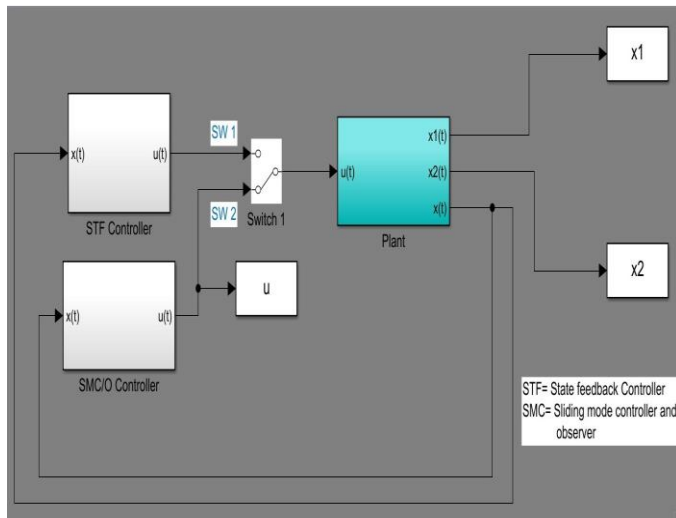 x1
SW 1
x(t)
u(t)
x1(t)
u(t)
x2(t)
x(t)
SW 2
Switch 1
STF Controller
Plant
x2
u
x(t)
u(t)
SMC/O Controller
STF= State feedback Controller
SMC= Sliding mode controller and
observer